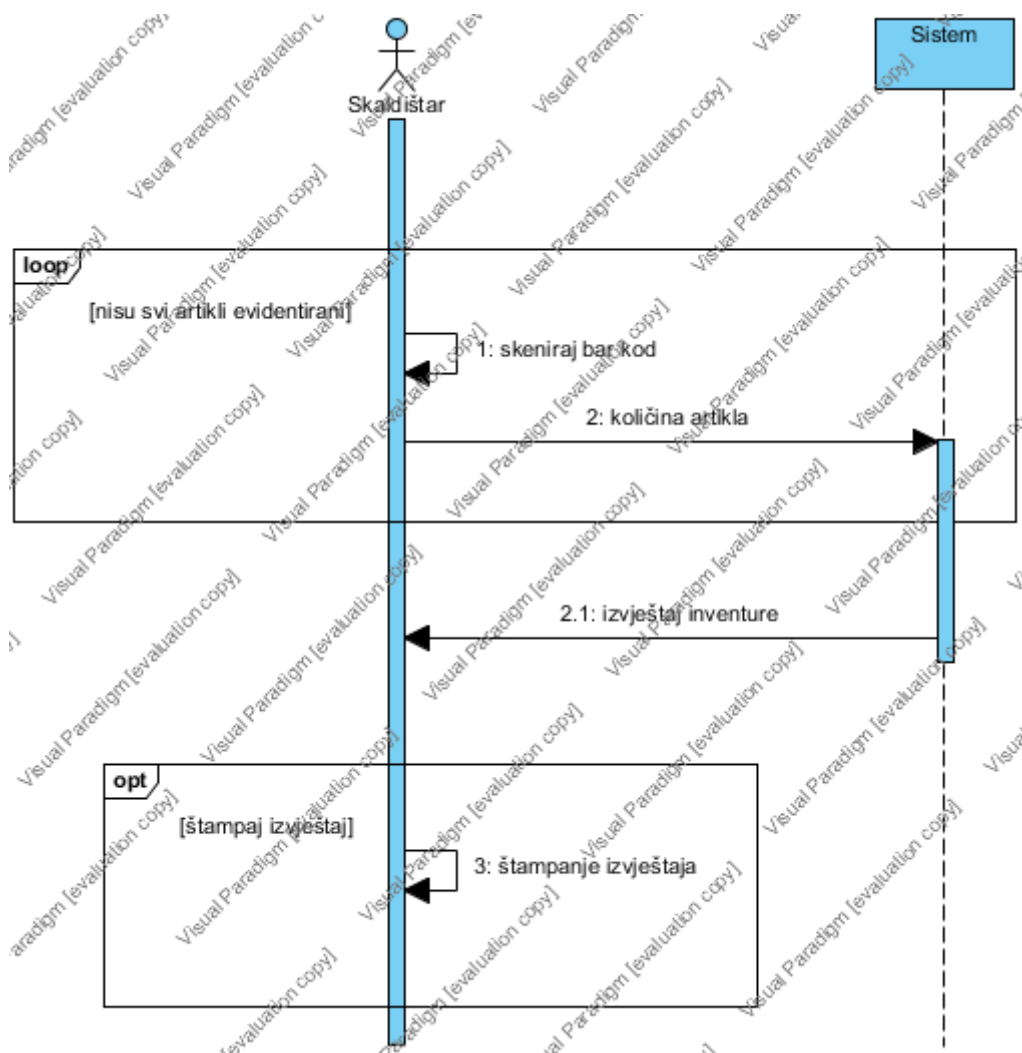 Sistem
Skaldištar
loop
[nisu svi artikli evidentirani]
1: skeniraj bar kod
2: količina artikla
2.1: izvještaj inventure
opt
[štampaj izvještaj]
3: štampanje izvještaja
Visual Paradigm [evaluation copy]